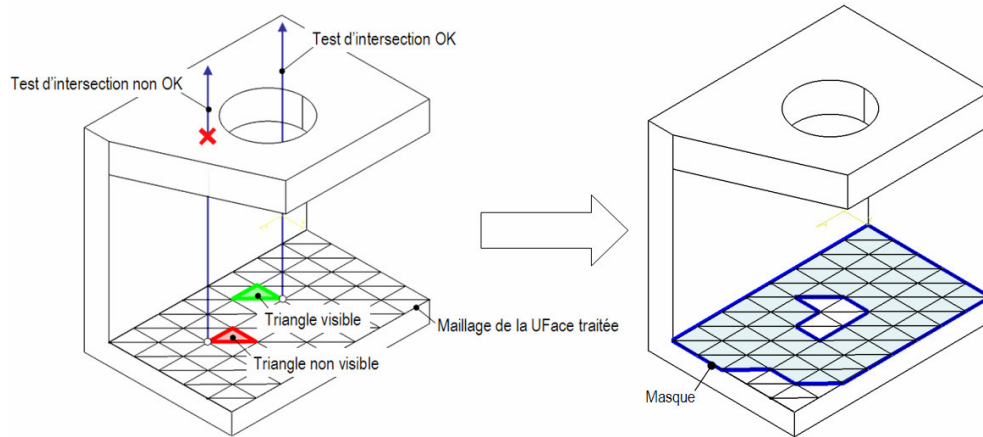 Test d'intersection OK
Test d'intersection non OK
Triangle visible
Maillage de la UFace traitée
Triangle non visible
Masque